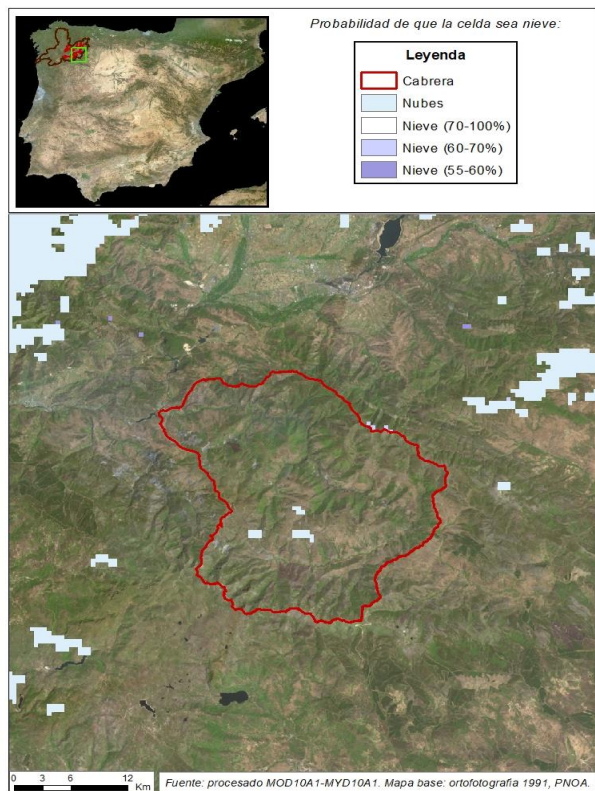 Probabilidad de que la celda sea nieve:
Leyenda
Cabrera
Nubes
Nieve (70-100%)
Nieve (60-70%)
Nieve (55-60%)
0 3 6 12
Km
Fuente: procesado MOD10A1-MYD10A1. Mapa base: ortofotografia 1991, PNOA.